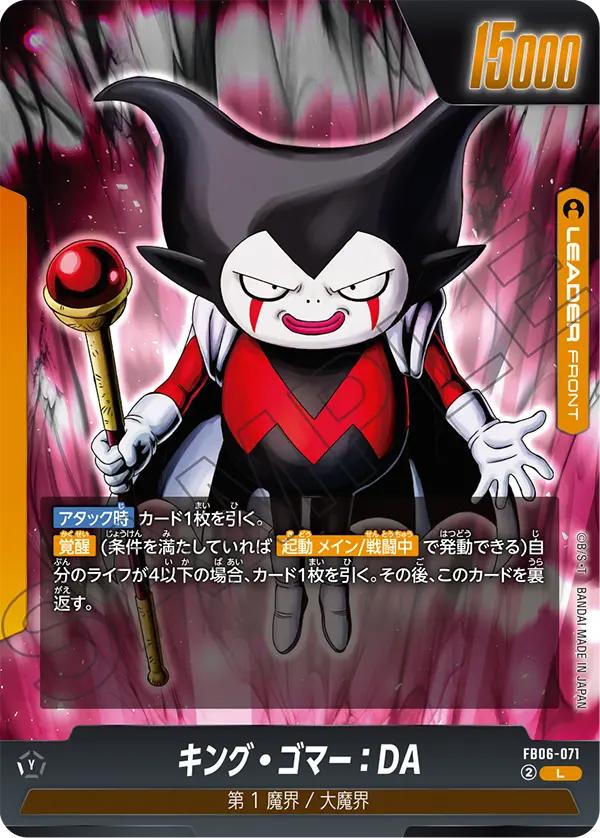 15000
LEADER FRONT
アタック時 カード1枚を引く。
覚醒 (条件を満たしていれば 起動メイン/戦闘中 で発動できる)自
分のライフが4以下の場合、カード1枚を引く。その後、このカードを裏
返す。
SAMPLE
©B/S・T BANDAI MADE IN JAPAN
キング・ゴマー:DA
FB06-071
Y
② L
第1魔界 / 大魔界